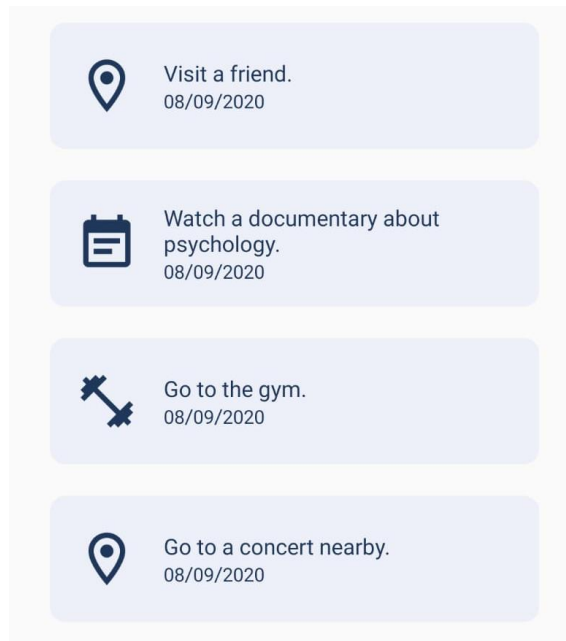 Visit a friend.
08/09/2020
Watch a documentary about
psychology.
08/09/2020
Go to the gym.
08/09/2020
Go to a concert nearby.
08/09/2020